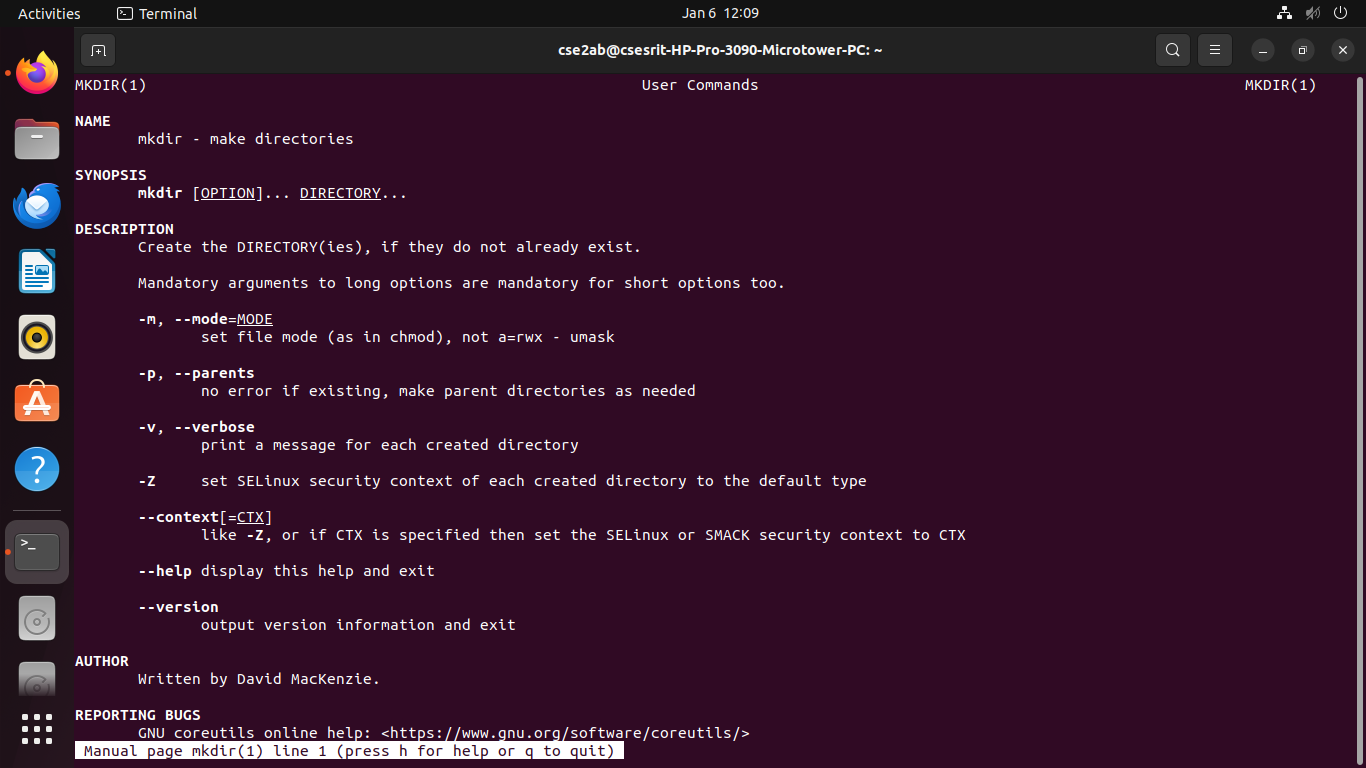 Activities Terminal Jan 6 12:09
cse2ab@csesrit-HP-Pro-3090-Microtower-PC: ~
MKDIR(1) User Commands MKDIR(1)
NAME
mkdir - make directories
SYNOPSIS
mkdir [OPTION]... DIRECTORY...
DESCRIPTION
Create the DIRECTORY(ies), if they do not already exist.
Mandatory arguments to long options are mandatory for short options too.
-m, --mode=MODE
set file mode (as in chmod), not a=rwx - umask
-p, --parents
no error if existing, make parent directories as needed
-v, --verbose
print a message for each created directory
-Z set SELinux security context of each created directory to the default type
--context[=CTX]
like -Z, or if CTX is specified then set the SELinux or SMACK security context to CTX
--help display this help and exit
--version
output version information and exit
AUTHOR
Written by David MacKenzie.
REPORTING BUGS
GNU coreutils online help: <https://www.gnu.org/software/coreutils/>
Manual page mkdir(1) line 1 (press h for help or q to quit)